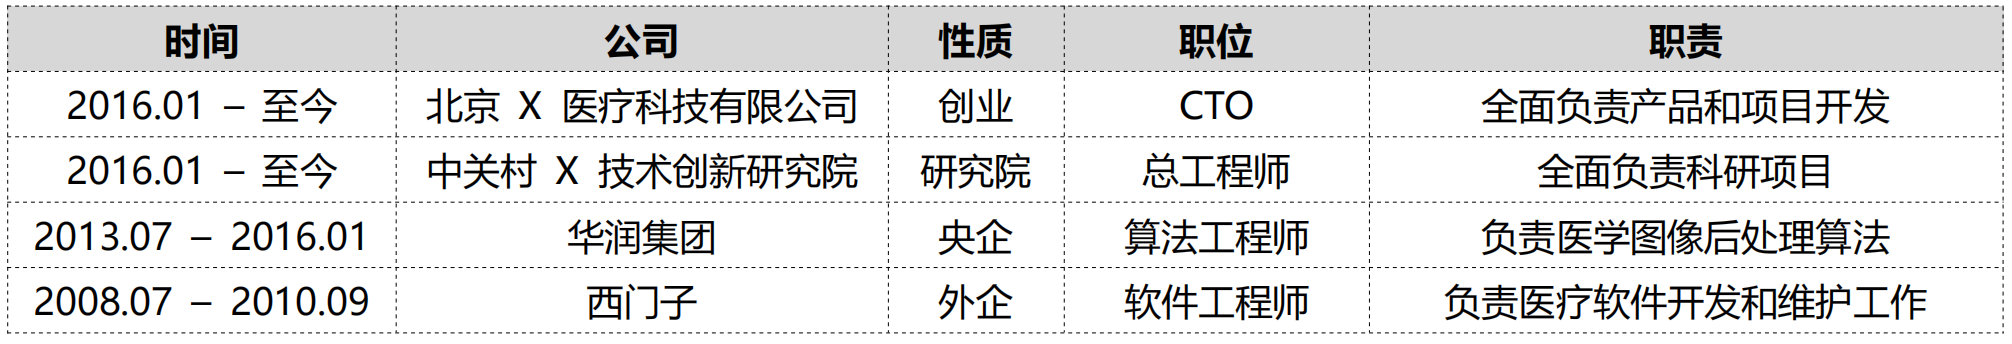 时间 公司 性质 职位 职责
2016.01 – 至今 北京 X 医疗科技有限公司 创业 CTO 全面负责产品和项目开发
2016.01 – 至今 中关村 X 技术创新研究院 研究院 总工程师 全面负责科研项目
2013.07 – 2016.01 华润集团 央企 算法工程师 负责医学图像后处理算法
2008.07 – 2010.09 西门子 外企 软件工程师 负责医疗软件开发和维护工作